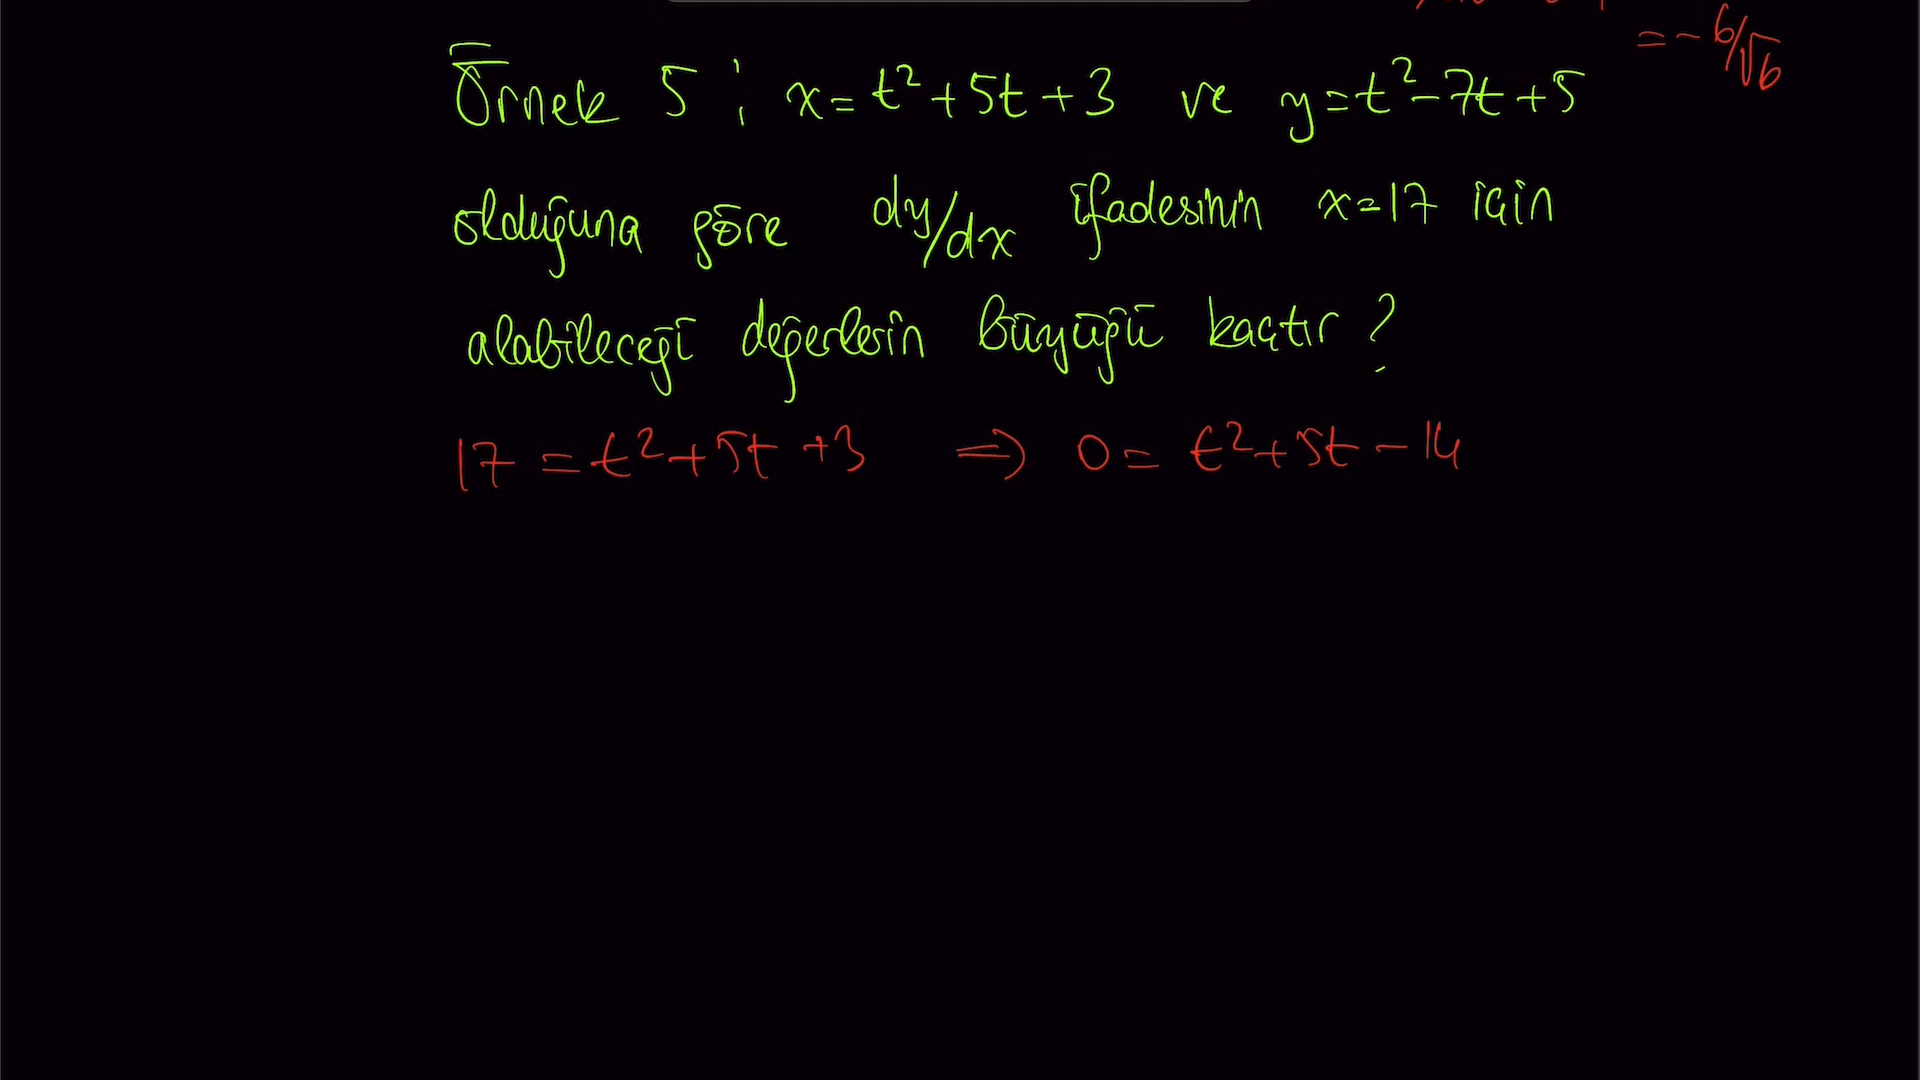 = - 6/√6
Örnek 5 : x = t² + 5t + 3 ve y = t² - 7t + 5
olduğuna göre dy/dx ifadesinin x = 17 için
alabileceği değerlerin büyüğü kaçtır ?
17 = t² + 5t + 3 ⇒ 0 = t² + 5t - 14